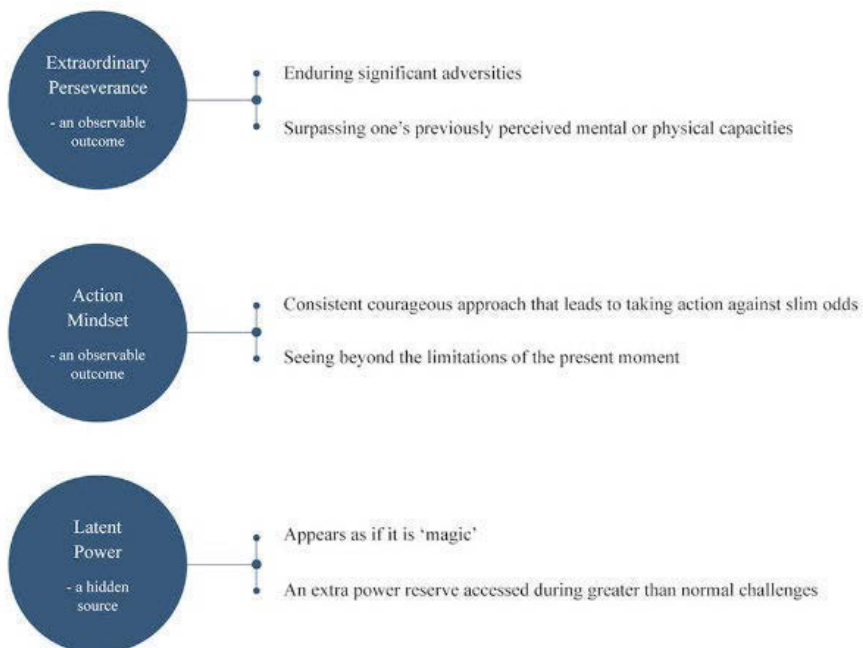 Extraordinary
Perseverance
- an observable
outcome
Enduring significant adversities
Surpassing one’s previously perceived mental or physical capacities
Action
Mindset
- an observable
outcome
Consistent courageous approach that leads to taking action against slim odds
Seeing beyond the limitations of the present moment
Latent
Power
- a hidden
source
Appears as if it is ‘magic’
An extra power reserve accessed during greater than normal challenges